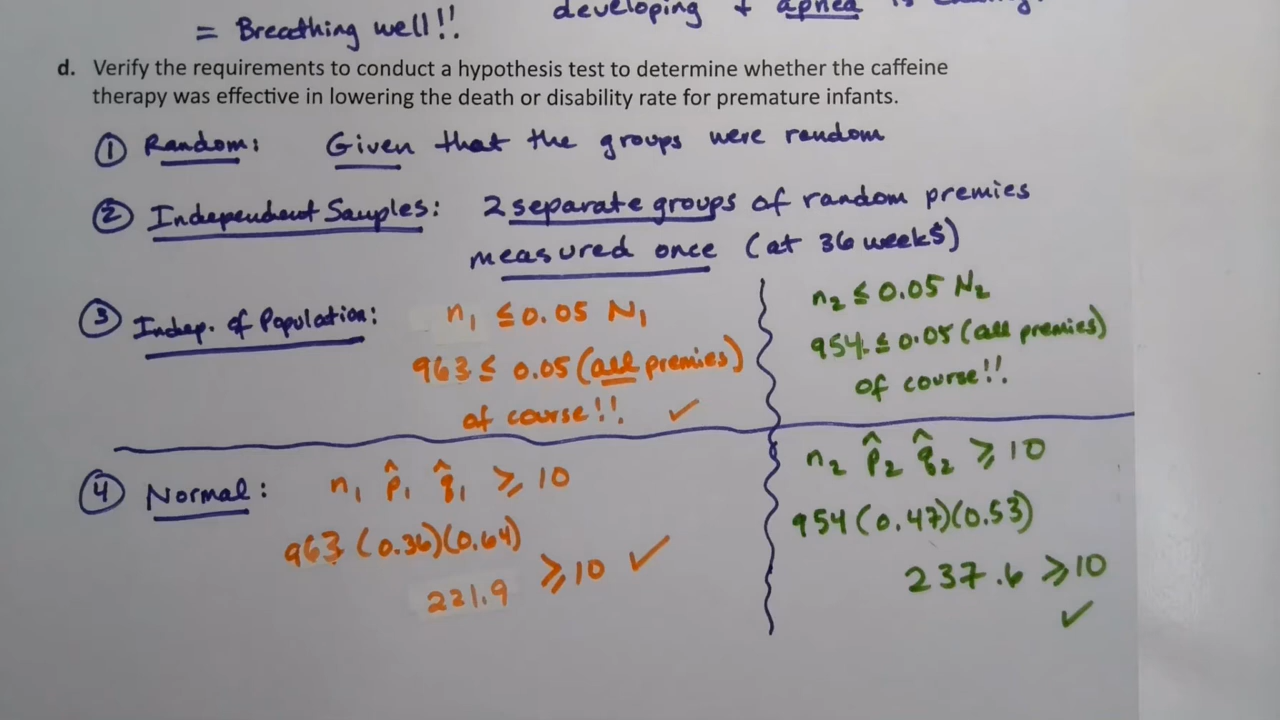 = Breathing well!! developing + apnea is
d. Verify the requirements to conduct a hypothesis test to determine whether the caffeine
therapy was effective in lowering the death or disability rate for premature infants.
① Random: Given that the groups were random
② Independent Samples: 2 separate groups of random premies
measured once (at 36 weeks)
③ Indep. of Population: n₁ ≤ 0.05 N₁
963 ≤ 0.05 (all premies)
of course!! ✓
n₂ ≤ 0.05 N₂
954 ≤ 0.05 (all premies)
of course!!
④ Normal: n₁ p̂₁ q̂₁ ≥ 10
963 (0.36)(0.64)
221.9 ≥ 10 ✓
n₂ p̂₂ q̂₂ ≥ 10
954 (0.47)(0.53)
237.6 ≥ 10
✓